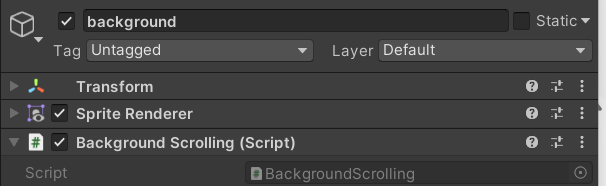 background Static
Tag Untagged Layer Default
Transform
Sprite Renderer
# Background Scrolling (Script)
Script # BackgroundScrolling